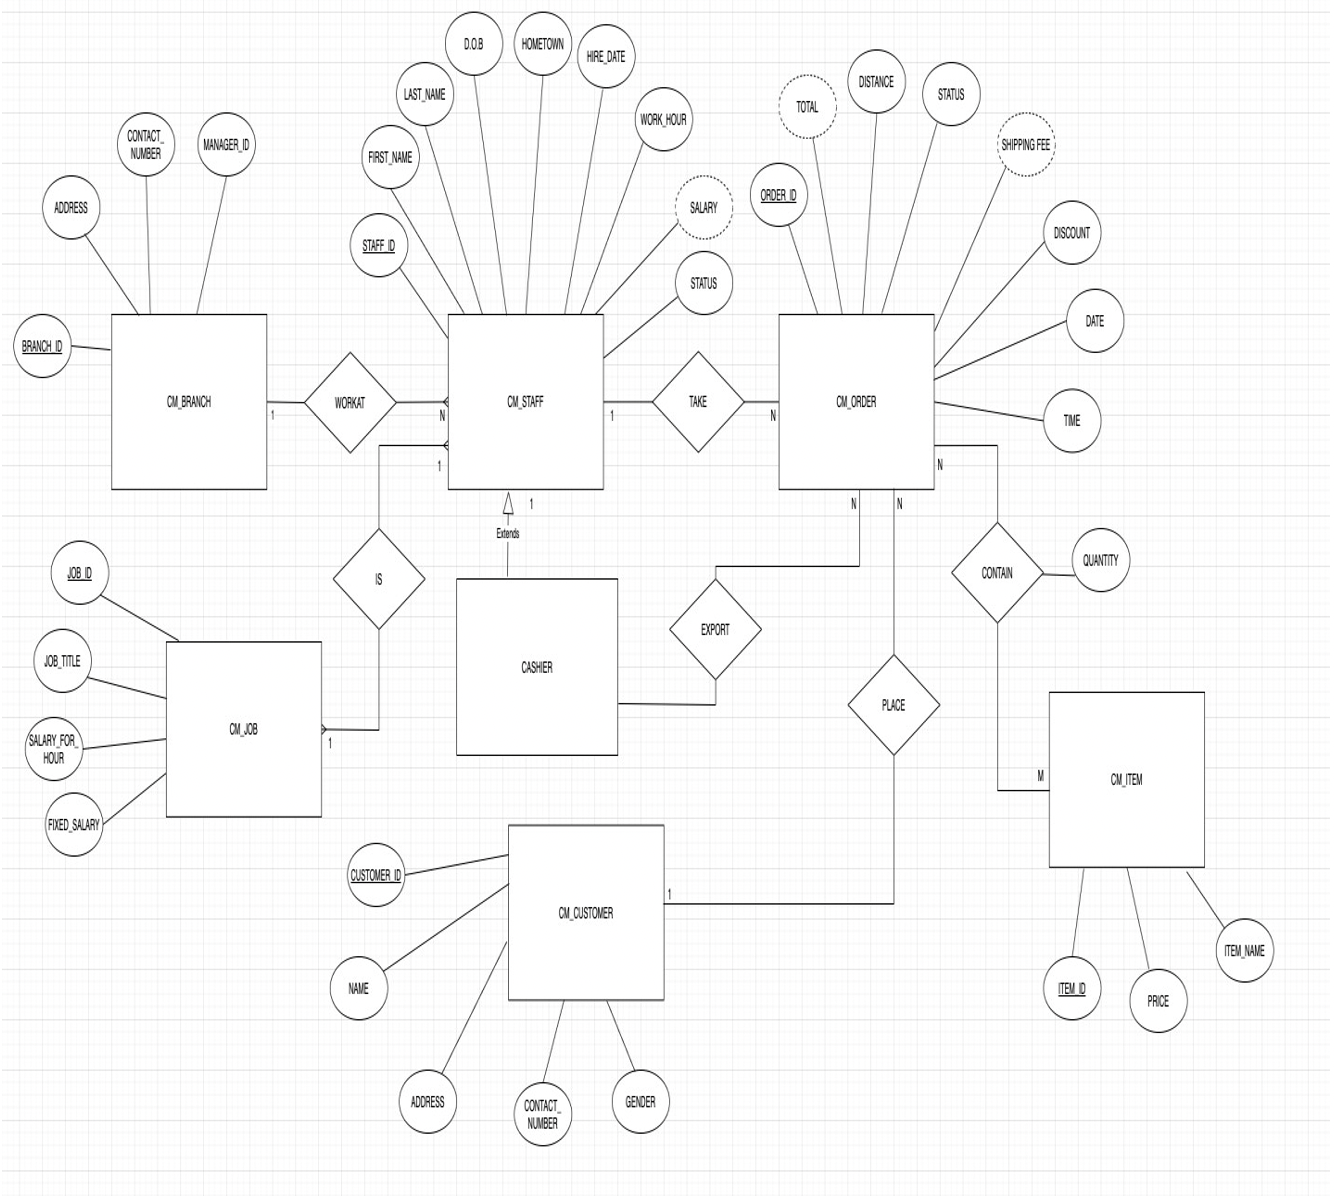 D.O.B
HOMETOWN
HIRE_DATE
LAST_NAME
WORK_HOUR
FIRST_NAME
SALARY
STAFF_ID
STATUS
CONTACT_
NUMBER
MANAGER_ID
ADDRESS
BRANCH_ID
TOTAL
DISTANCE
STATUS
SHIPPING FEE
ORDER_ID
DISCOUNT
DATE
TIME
CM_BRANCH
1
WORKAT
N
CM_STAFF
1
TAKE
N
CM_ORDER
1
1
Extends
N
N
N
JOB_ID
IS
CONTAIN
QUANTITY
JOB_TITLE
EXPORT
CASHIER
PLACE
SALARY_FOR_
HOUR
CM_JOB
1
M
CM_ITEM
FIXED_SALARY
CUSTOMER_ID
1
CM_CUSTOMER
NAME
ITEM_NAME
ITEM_ID
PRICE
ADDRESS
CONTACT_
NUMBER
GENDER